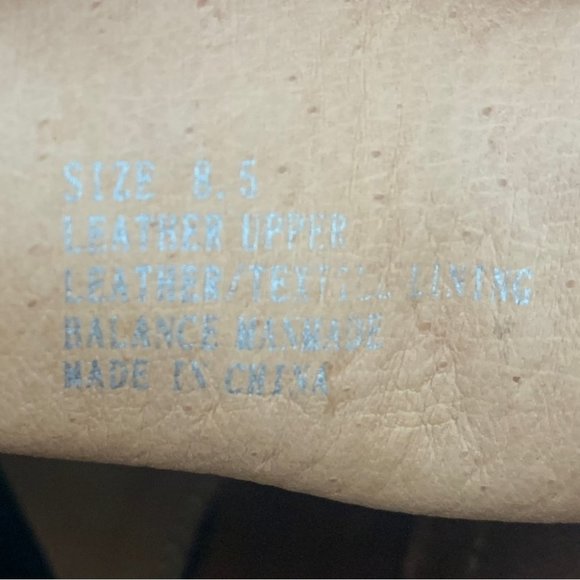 SIZE 8.5
LEATHER UPPER
LEATHER/TEXTILE LINING
BALANCE MANMADE
MADE IN CHINA